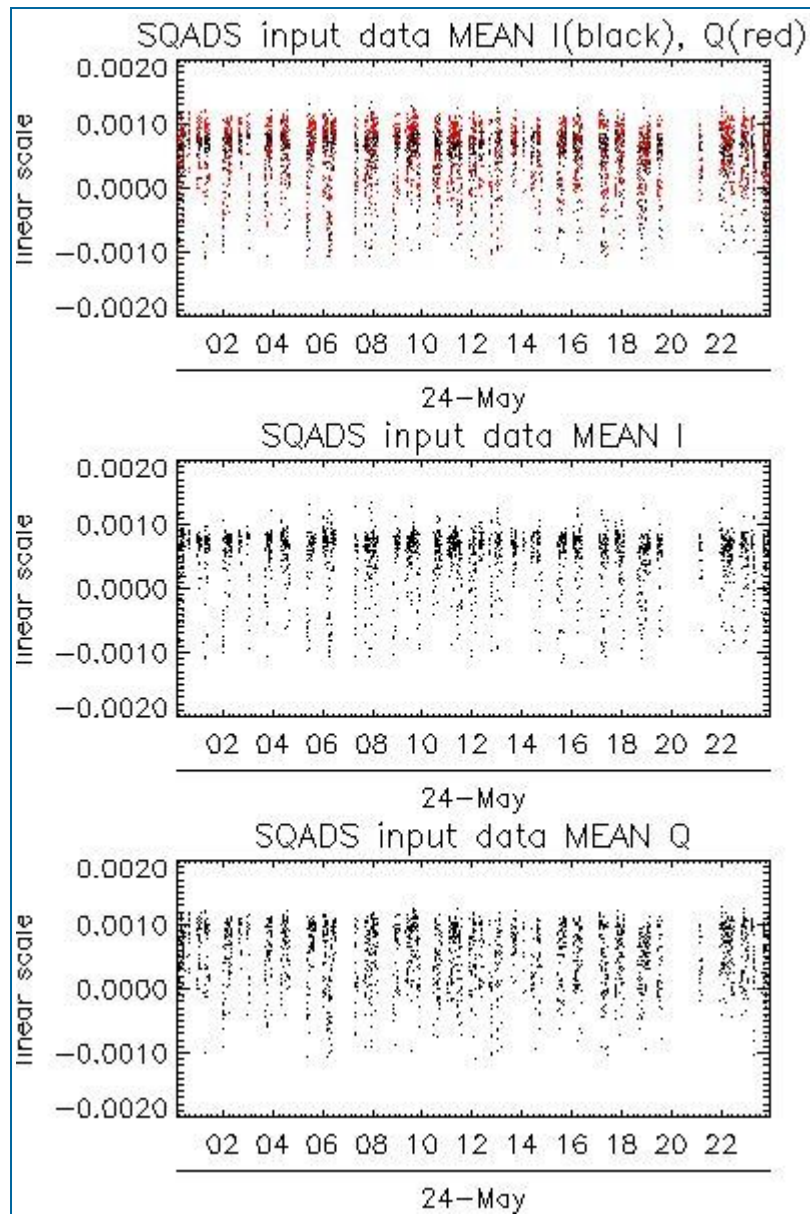 SQADS input data MEAN I(black), Q(red)
0.0020
0.0010
0.0000
−0.0010
−0.0020
linear scale
02 04 06 08 10 12 14 16 18 20 22
24−May
SQADS input data MEAN I
0.0020
0.0010
0.0000
−0.0010
−0.0020
linear scale
02 04 06 08 10 12 14 16 18 20 22
24−May
SQADS input data MEAN Q
0.0020
0.0010
0.0000
−0.0010
−0.0020
linear scale
02 04 06 08 10 12 14 16 18 20 22
24−May